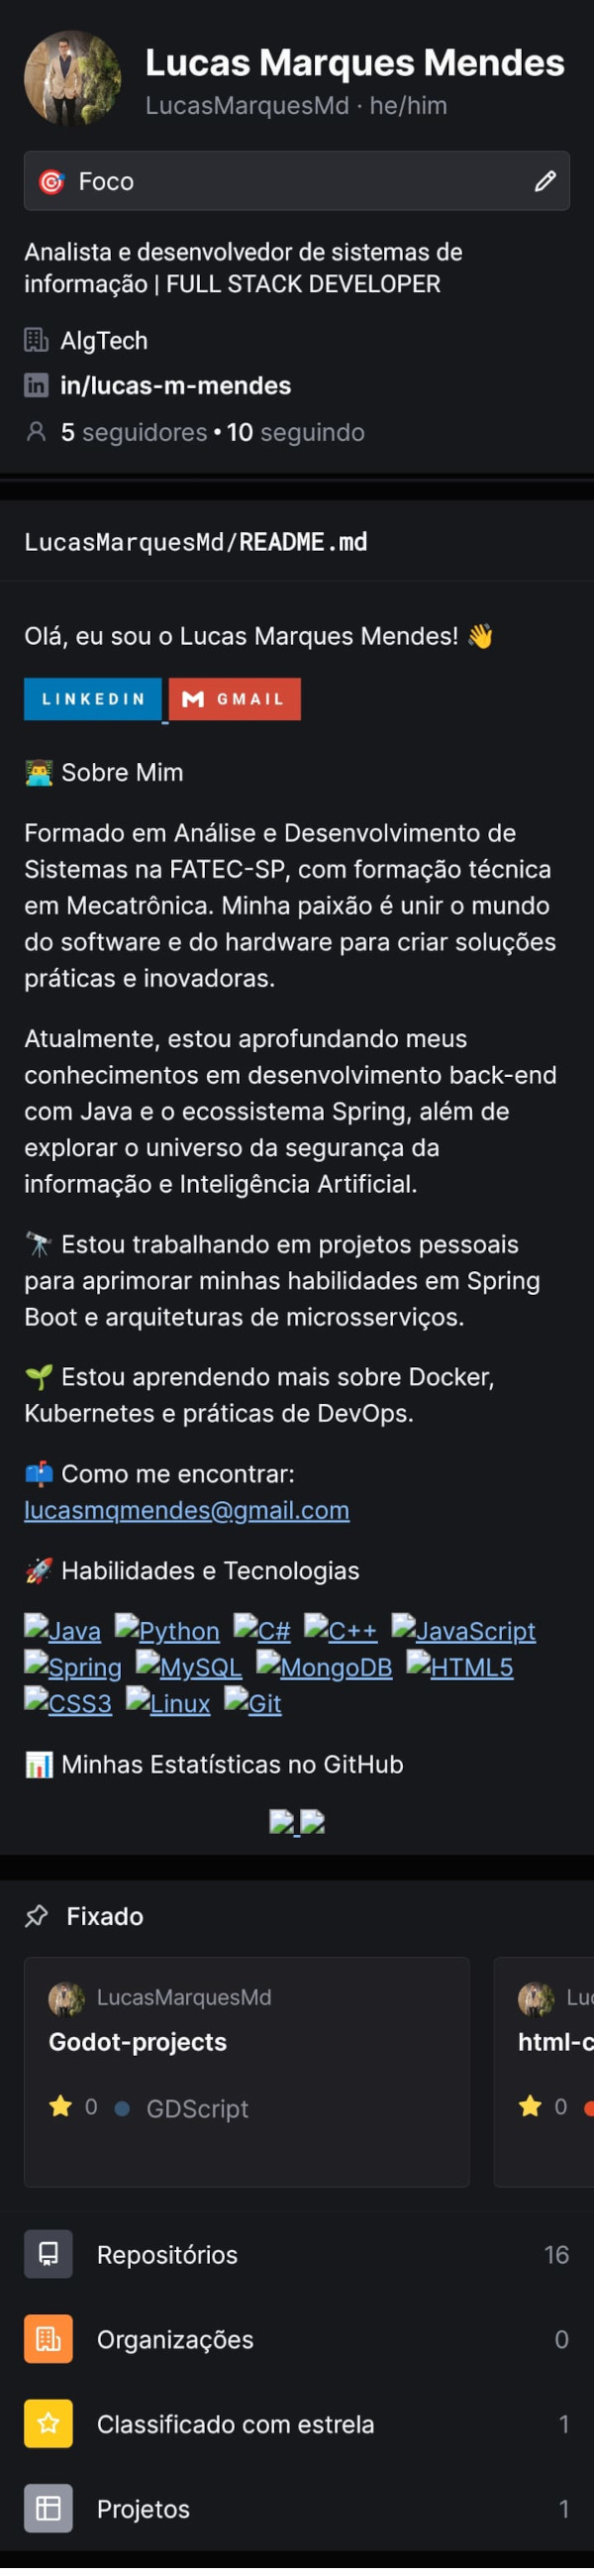 Lucas Marques Mendes
LucasMarquesMd · he/him
🎯 Foco
Analista e desenvolvedor de sistemas de
informação | FULL STACK DEVELOPER
AlgTech
in/lucas-m-mendes
5 seguidores • 10 seguindo
LucasMarquesMd/README.md
Olá, eu sou o Lucas Marques Mendes! 👋
LINKEDIN GMAIL
👨‍💻 Sobre Mim
Formado em Análise e Desenvolvimento de
Sistemas na FATEC-SP, com formação técnica
em Mecatrônica. Minha paixão é unir o mundo
do software e do hardware para criar soluções
práticas e inovadoras.
Atualmente, estou aprofundando meus
conhecimentos em desenvolvimento back-end
com Java e o ecossistema Spring, além de
explorar o universo da segurança da
informação e Inteligência Artificial.
🔭 Estou trabalhando em projetos pessoais
para aprimorar minhas habilidades em Spring
Boot e arquiteturas de microsserviços.
🌱 Estou aprendendo mais sobre Docker,
Kubernetes e práticas de DevOps.
📫 Como me encontrar:
lucasmqmendes@gmail.com
🚀 Habilidades e Tecnologias
Java Python C# C++ JavaScript
Spring MySQL MongoDB HTML5
CSS3 Linux Git
📊 Minhas Estatísticas no GitHub
Fixado
LucasMarquesMd
Godot-projects
0 GDScript
Luc
html-c
0
Repositórios 16
Organizações 0
Classificado com estrela 1
Projetos 1